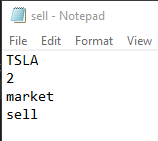 sell - Notepad
File Edit Format View
TSLA
2
market
sell